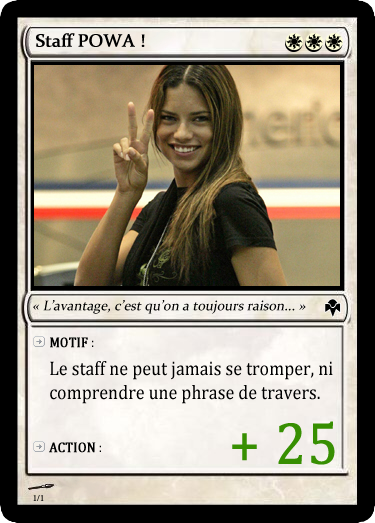 Staff POWA !
« L'avantage, c'est qu'on a toujours raison... »
MOTIF :
Le staff ne peut jamais se tromper, ni
comprendre une phrase de travers.
ACTION :
+ 25
1/1